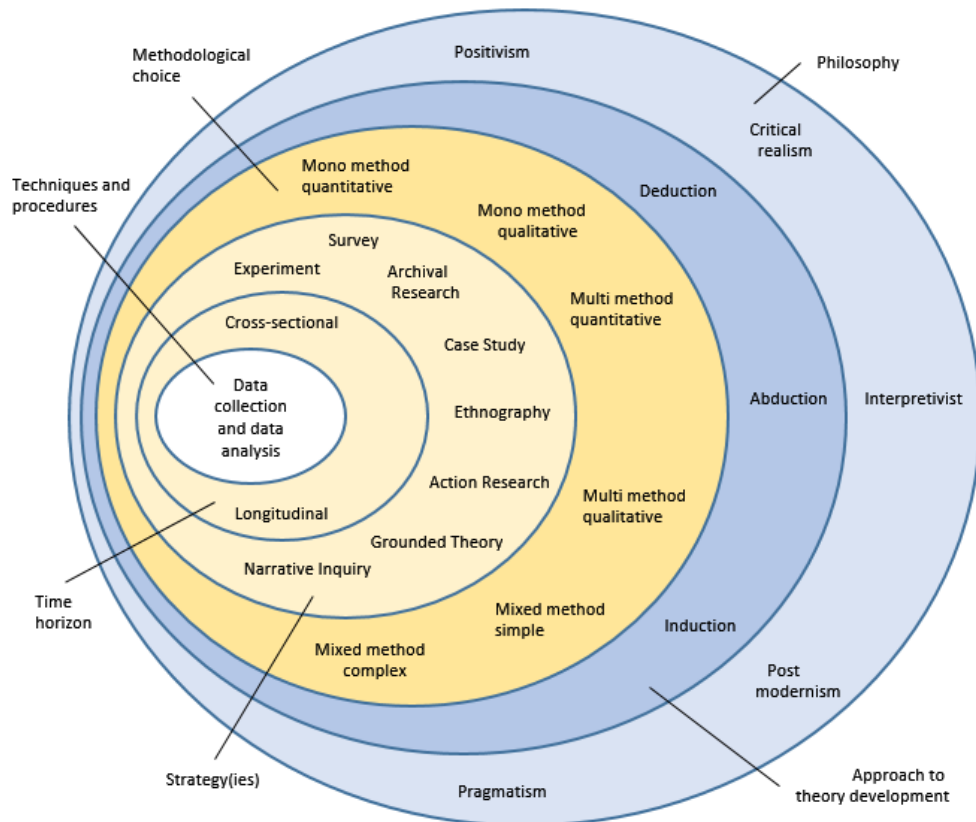 Positivism
Methodological
choice
Philosophy
Critical
realism
Mono method
quantitative
Techniques and
procedures
Deduction
Mono method
qualitative
Survey
Experiment
Archival
Research
Multi method
quantitative
Cross-sectional
Case Study
Data
collection
and data
analysis
Ethnography
Abduction
Interpretivist
Action Research
Multi method
qualitative
Longitudinal
Grounded Theory
Narrative Inquiry
Time
horizon
Mixed method
simple
Induction
Mixed method
complex
Post
modernism
Strategy(ies)
Pragmatism
Approach to
theory development